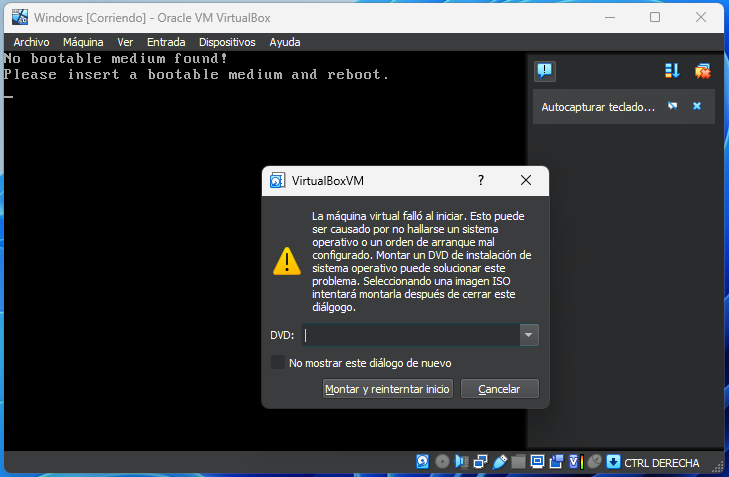 Windows [Corriendo] - Oracle VM VirtualBox
Archivo Máquina Ver Entrada Dispositivos Ayuda
No bootable medium found!
Please insert a bootable medium and reboot.
_
Autocapturar teclado...
VirtualBoxVM
?
La máquina virtual falló al iniciar. Esto puede
ser causado por no hallarse un sistema
operativo o un orden de arranque mal
configurado. Montar un DVD de instalación de
sistema operativo puede solucionar este
problema. Seleccionando una imagen ISO
intentará montarla después de cerrar este
diálgogo.
DVD:
No mostrar este diálogo de nuevo
Montar y reinterntar inicio Cancelar
CTRL DERECHA